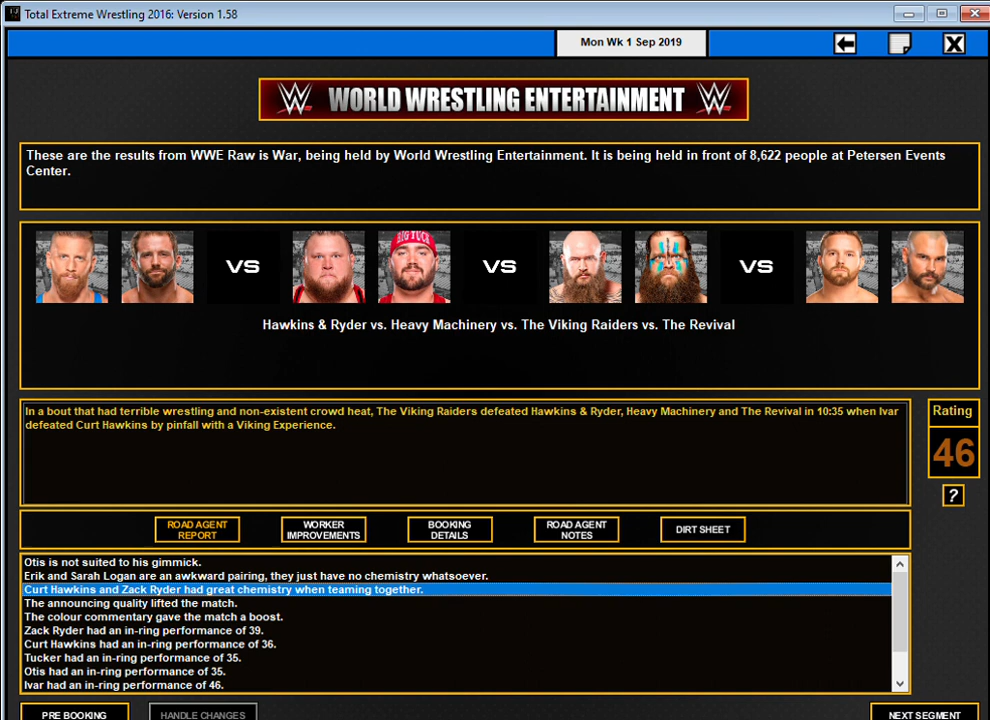 Total Extreme Wrestling 2016: Version 1.58
Mon Wk 1 Sep 2019
W WORLD WRESTLING ENTERTAINMENT W
These are the results from WWE Raw is War, being held by World Wrestling Entertainment. It is being held in front of 8,622 people at Petersen Events
Center.
VS VS VS
BIG TUCK
Hawkins & Ryder vs. Heavy Machinery vs. The Viking Raiders vs. The Revival
In a bout that had terrible wrestling and non-existent crowd heat, The Viking Raiders defeated Hawkins & Ryder, Heavy Machinery and The Revival in 10:35 when Ivar
defeated Curt Hawkins by pinfall with a Viking Experience.
Rating
46
?
ROAD AGENT REPORT
WORKER IMPROVEMENTS
BOOKING DETAILS
ROAD AGENT NOTES
DIRT SHEET
Otis is not suited to his gimmick.
Erik and Sarah Logan are an awkward pairing, they just have no chemistry whatsoever.
Curt Hawkins and Zack Ryder had great chemistry when teaming together.
The announcing quality lifted the match.
The colour commentary gave the match a boost.
Zack Ryder had an in-ring performance of 39.
Curt Hawkins had an in-ring performance of 36.
Tucker had an in-ring performance of 35.
Otis had an in-ring performance of 35.
Ivar had an in-ring performance of 46.
PRE BOOKING
HANDLE CHANGES
NEXT SEGMENT